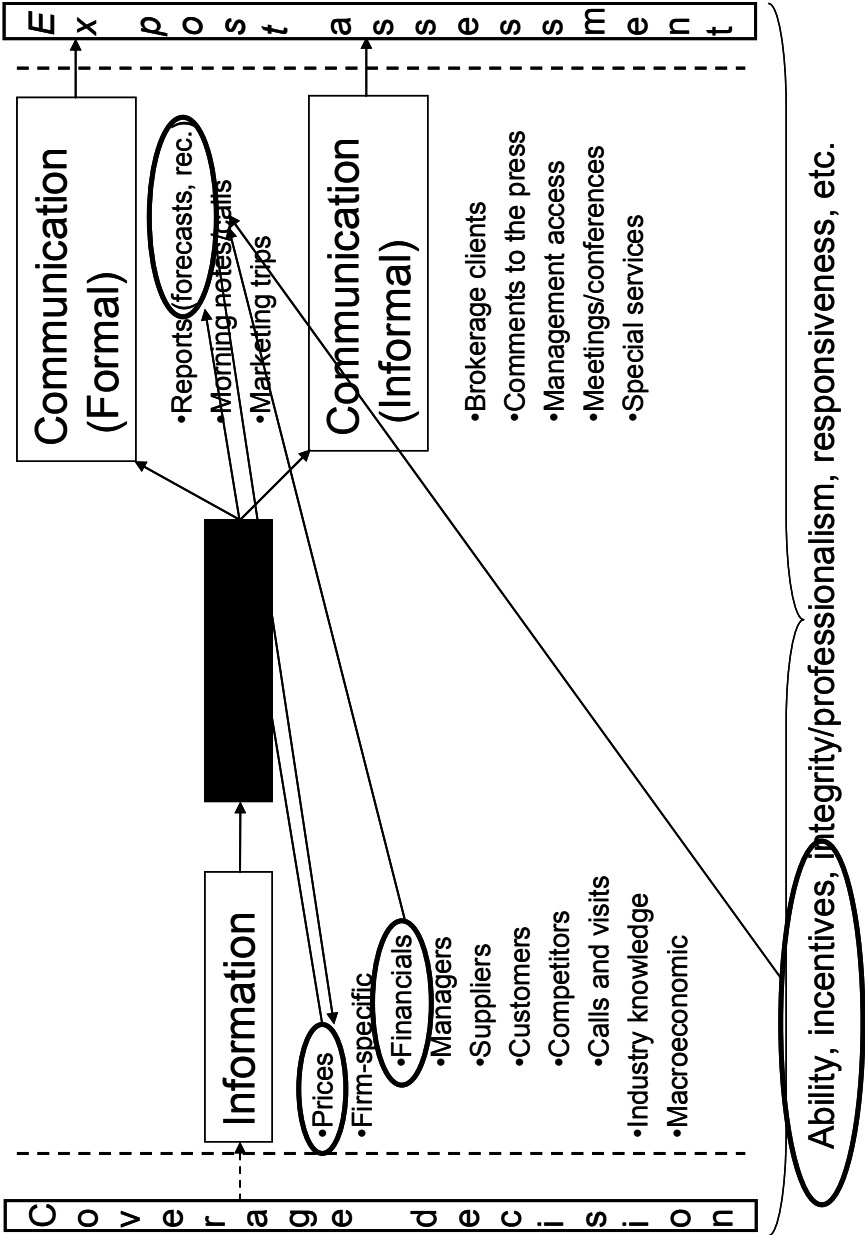 Coverage decision
Information
•Prices
•Firm-specific
•Financials
•Managers
•Suppliers
•Customers
•Competitors
•Calls and visits
•Industry knowledge
•Macroeconomic
Communication
(Formal)
•Reports (forecasts, rec.
•Morning notes/calls
•Marketing trips
Communication
(Informal)
•Brokerage clients
•Comments to the press
•Management access
•Meetings/conferences
•Special services
Ex post assessment
Ability, incentives, integrity/professionalism, responsiveness, etc.